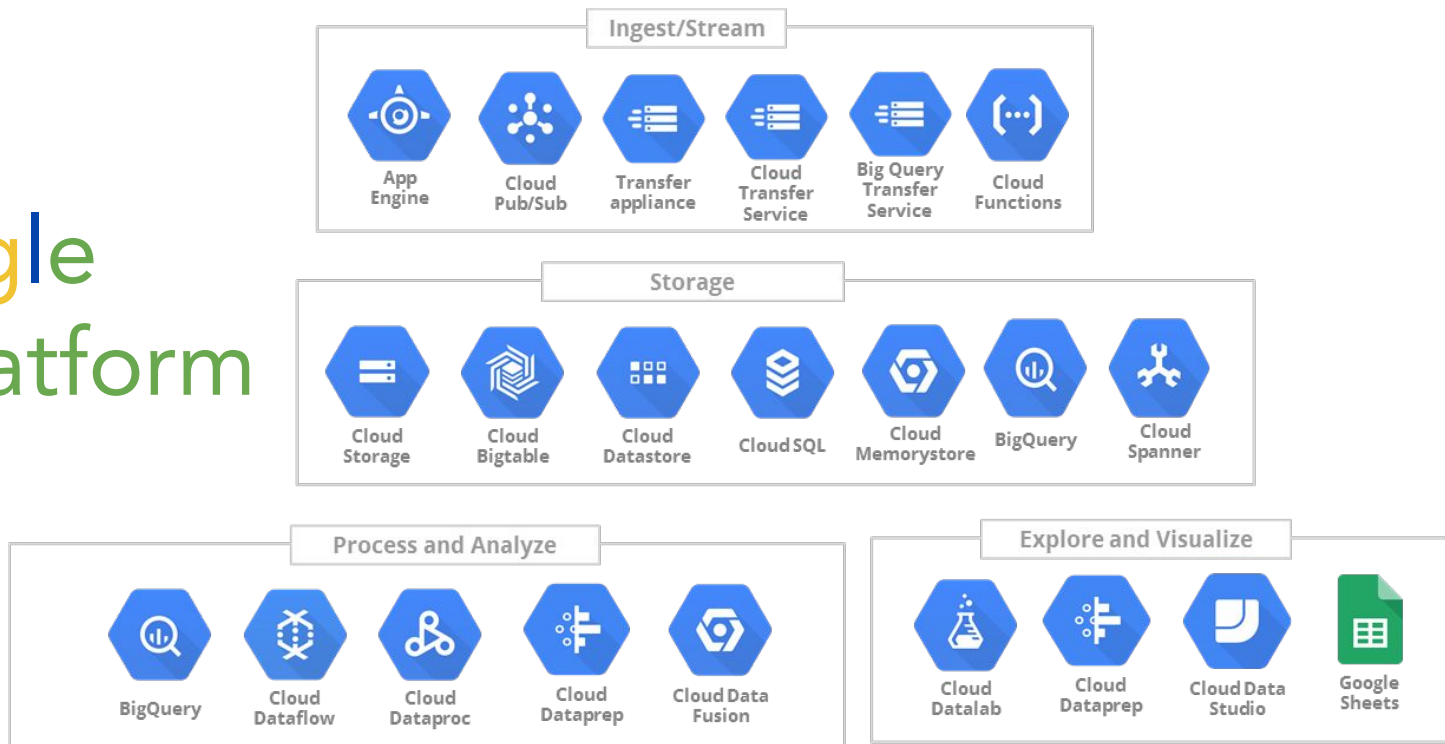 gle
atform
Ingest/Stream
App
Engine
Cloud
Pub/Sub
Transfer
appliance
Cloud
Transfer
Service
Big Query
Transfer
Service
Cloud
Functions
Storage
Cloud
Storage
Cloud
Bigtable
Cloud
Datastore
Cloud SQL
Cloud
Memorystore
BigQuery
Cloud
Spanner
Process and Analyze
BigQuery
Cloud
Dataflow
Cloud
Dataproc
Cloud
Dataprep
Cloud Data
Fusion
Explore and Visualize
Cloud
Datalab
Cloud
Dataprep
Cloud Data
Studio
Google
Sheets